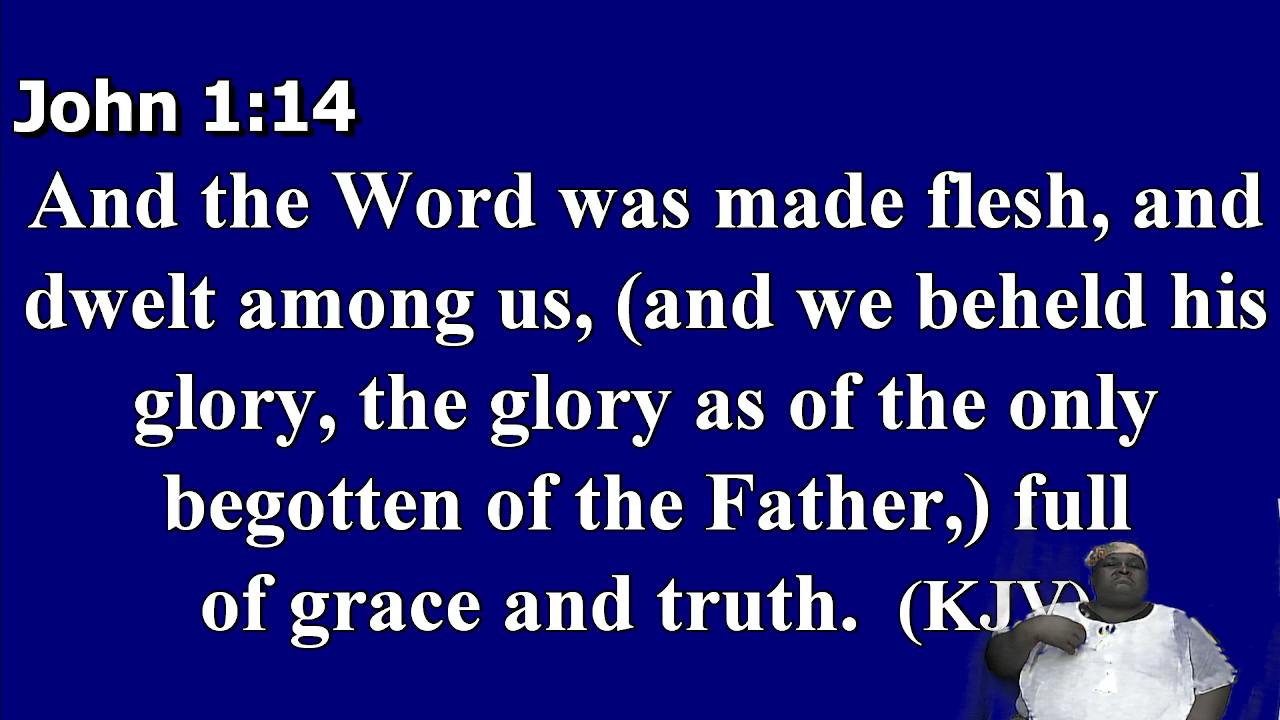 John 1:14
And the Word was made flesh, and
dwelt among us, (and we beheld his
glory, the glory as of the only
begotten of the Father,) full
of grace and truth. (KJV)